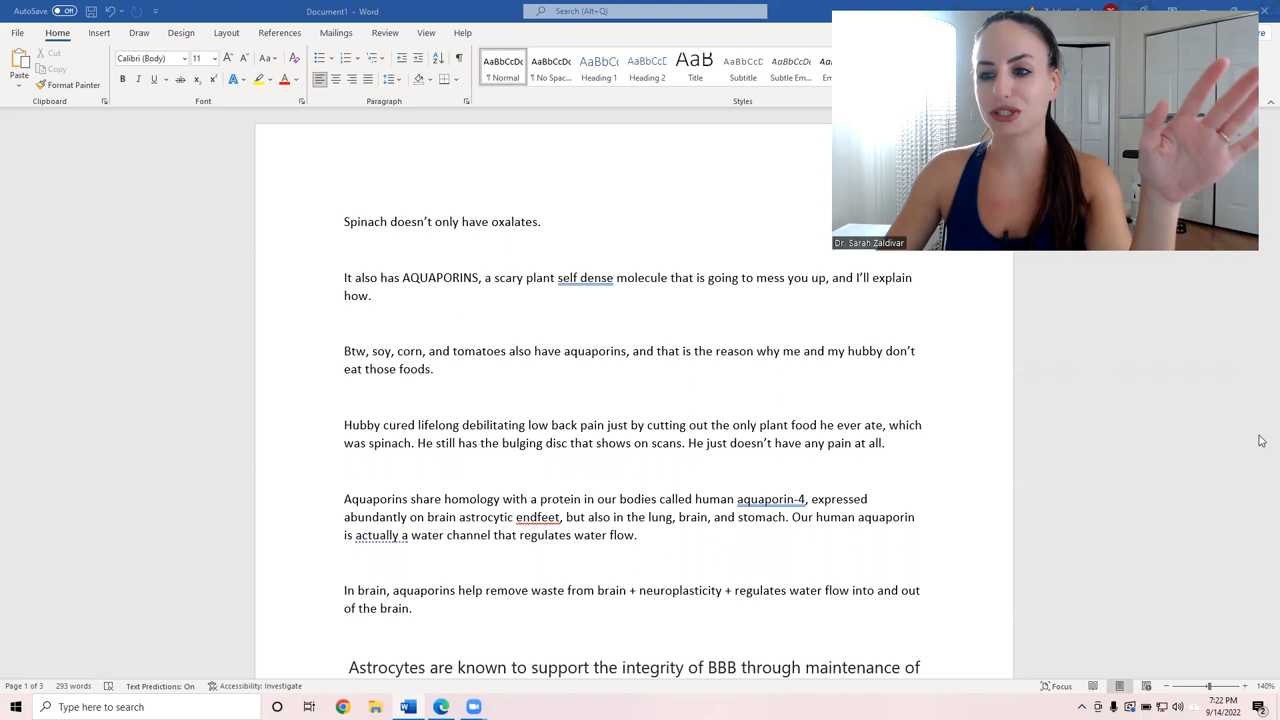 AutoSave Off
Document1
Search (Alt+Q)
File Home Insert Draw Design Layout References Mailings Review View Help
Paste
Cut
Copy
Format Painter
Clipboard
Calibri (Body) 11
Font
Paragraph
AaBbCcDc AaBbCcDc AaBbCc AaBbCcD AaB AaBbCcD AaBbCcDc
¶ Normal ¶ No Spac... Heading 1 Heading 2 Title Subtitle Subtle Em...
Styles
Dr. Sarah Zaldivar
Spinach doesn’t only have oxalates.
It also has AQUAPORINS, a scary plant self dense molecule that is going to mess you up, and I’ll explain
how.
Btw, soy, corn, and tomatoes also have aquaporins, and that is the reason why me and my hubby don’t
eat those foods.
Hubby cured lifelong debilitating low back pain just by cutting out the only plant food he ever ate, which
was spinach. He still has the bulging disc that shows on scans. He just doesn’t have any pain at all.
Aquaporins share homology with a protein in our bodies called human aquaporin-4, expressed
abundantly on brain astrocytic endfeet, but also in the lung, brain, and stomach. Our human aquaporin
is actually a water channel that regulates water flow.
In brain, aquaporins help remove waste from brain + neuroplasticity + regulates water flow into and out
of the brain.
Astrocytes are known to support the integrity of BBB through maintenance of
Page 1 of 3 293 words Text Predictions: On Accessibility: Investigate Focus 140%
Type here to search
7:22 PM
9/14/2022